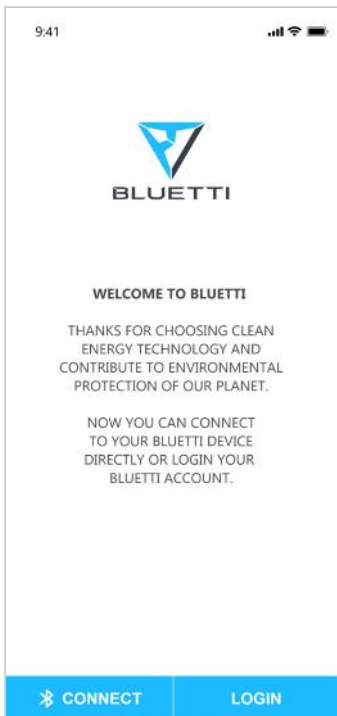 9:41
BLUETTI
WELCOME TO BLUETTI
THANKS FOR CHOOSING CLEAN
ENERGY TECHNOLOGY AND
CONTRIBUTE TO ENVIRONMENTAL
PROTECTION OF OUR PLANET.
NOW YOU CAN CONNECT
TO YOUR BLUETTI DEVICE
DIRECTLY OR LOGIN YOUR
BLUETTI ACCOUNT.
CONNECT
LOGIN